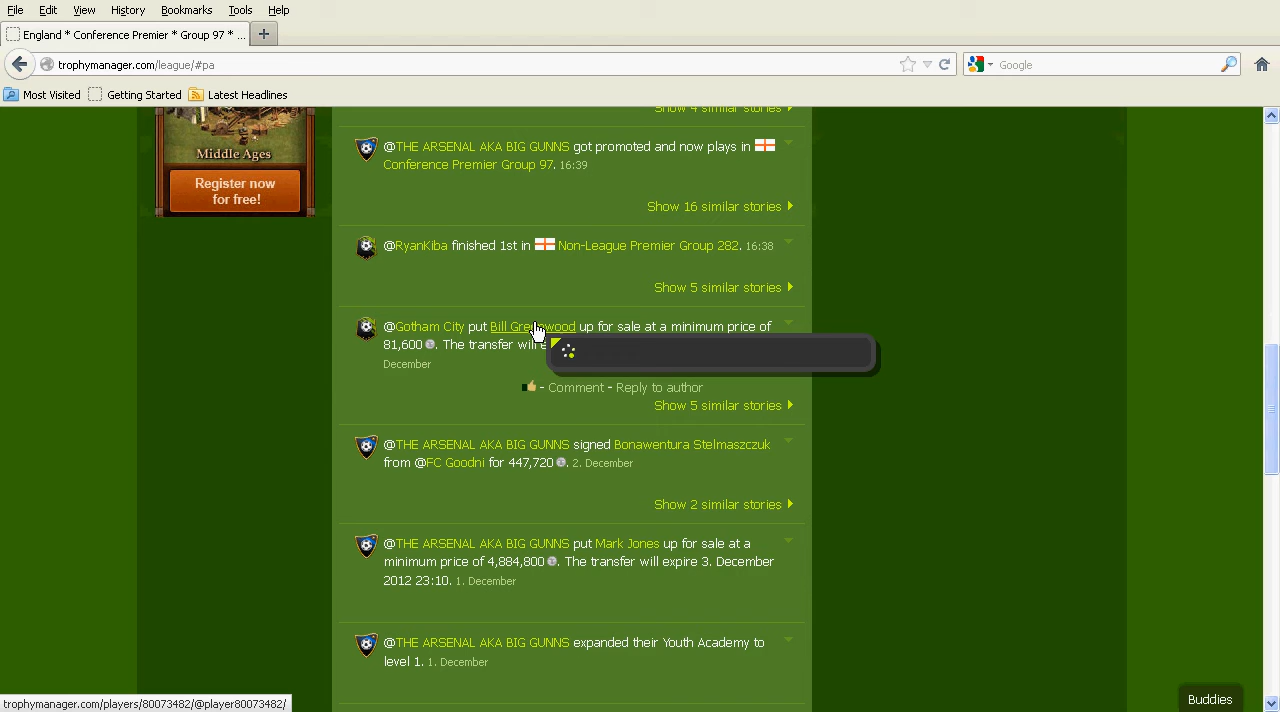 File Edit View History Bookmarks Tools Help
England * Conference Premier * Group 97 * ... +
trophymanager.com/league/#pa Google
Most Visited Getting Started Latest Headlines
Show 4 similar stories
Middle Ages
Register now
for free!
@THE ARSENAL AKA BIG GUNNS got promoted and now plays in
Conference Premier Group 97. 16:39
Show 16 similar stories
@RyanKiba finished 1st in Non-League Premier Group 282. 16:38
Show 5 similar stories
@Gotham City put Bill Greenwood up for sale at a minimum price of
81,600. The transfer will
December
- Comment - Reply to author
Show 5 similar stories
@THE ARSENAL AKA BIG GUNNS signed Bonawentura Stelmaszczuk
from @FC Goodni for 447,720. 2. December
Show 2 similar stories
@THE ARSENAL AKA BIG GUNNS put Mark Jones up for sale at a
minimum price of 4,884,800. The transfer will expire 3. December
2012 23:10. 1. December
@THE ARSENAL AKA BIG GUNNS expanded their Youth Academy to
level 1. 1. December
trophymanager.com/players/80073482/@player80073482/
Buddies